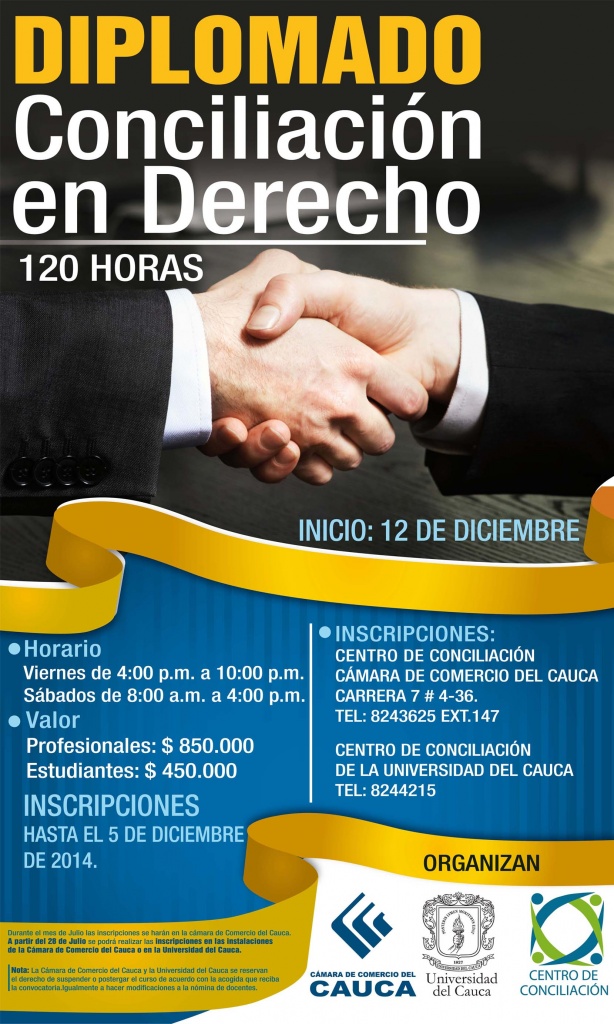 DIPLOMADO
Conciliación
en Derecho
120 HORAS
INICIO: 12 DE DICIEMBRE
Horario
Viernes de 4:00 p.m. a 10:00 p.m.
Sábados de 8:00 a.m. a 4:00 p.m.
Valor
Profesionales: $ 850.000
Estudiantes: $ 450.000
INSCRIPCIONES
HASTA EL 5 DE DICIEMBRE
DE 2014.
INSCRIPCIONES:
CENTRO DE CONCILIACIÓN
CÁMARA DE COMERCIO DEL CAUCA
CARRERA 7 # 4-36.
TEL: 8243625 EXT.147
CENTRO DE CONCILIACIÓN
DE LA UNIVERSIDAD DEL CAUCA
TEL: 8244215
ORGANIZAN
Durante el mes de Julio las inscripciones se harán en la cámara de Comercio del Cauca.
A partir del 28 de Julio se podrá realizar las inscripciones en las instalaciones
de la Cámara de Comercio del Cauca o en la Universidad del Cauca.
Nota: La Cámara de Comercio del Cauca y la Universidad del Cauca se reservan
el derecho de suspender o postergar el curso de acuerdo con la acogida que reciba
la convocatoria.Igualmente a hacer modificaciones a la nómina de docentes.
CÁMARA DE COMERCIO DEL
CAUCA
1827
Universidad
del Cauca
CENTRO DE
CONCILIACIÓN